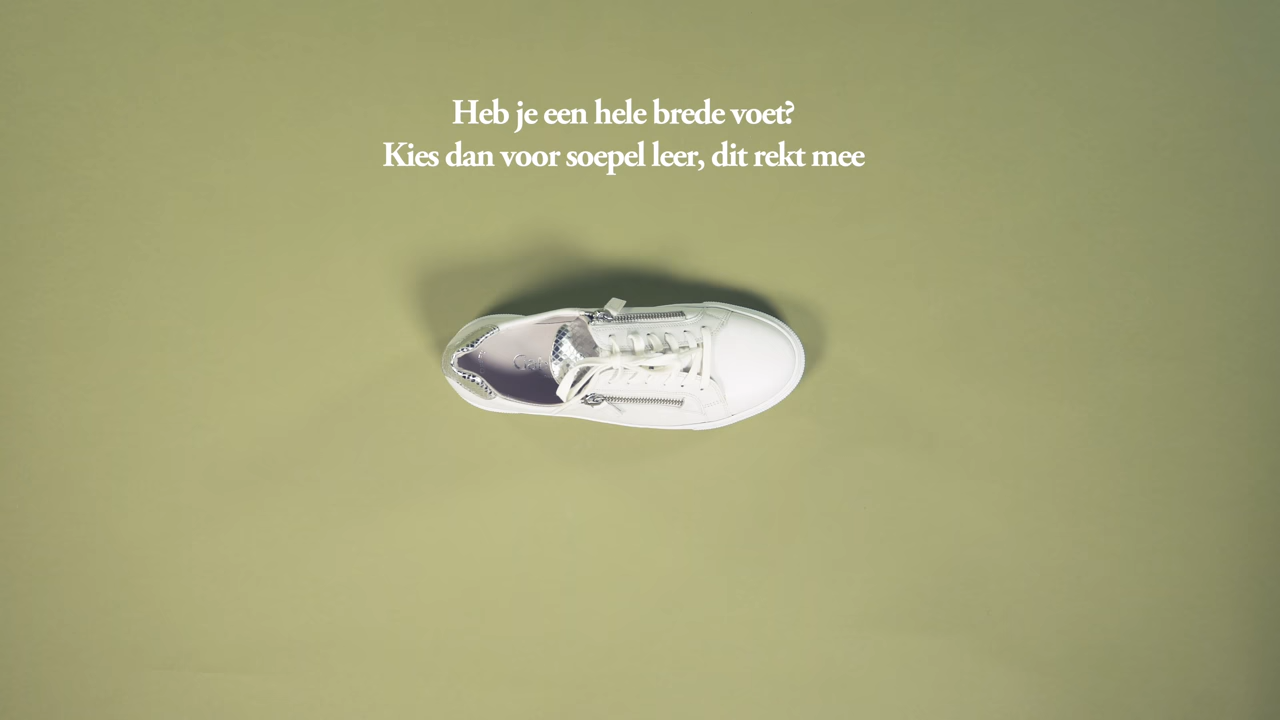 Heb je een hele brede voet?
Kies dan voor soepel leer, dit rekt mee